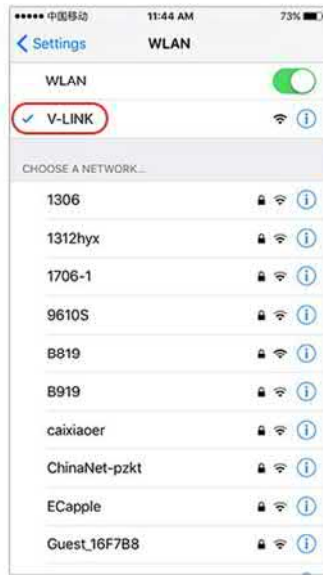 中国移动 11:44 AM 73%
Settings WLAN
WLAN
V-LINK
CHOOSE A NETWORK...
1306
1312hyx
1706-1
9610S
B819
B919
caixiaoer
ChinaNet-pzkt
ECapple
Guest_16F7B8